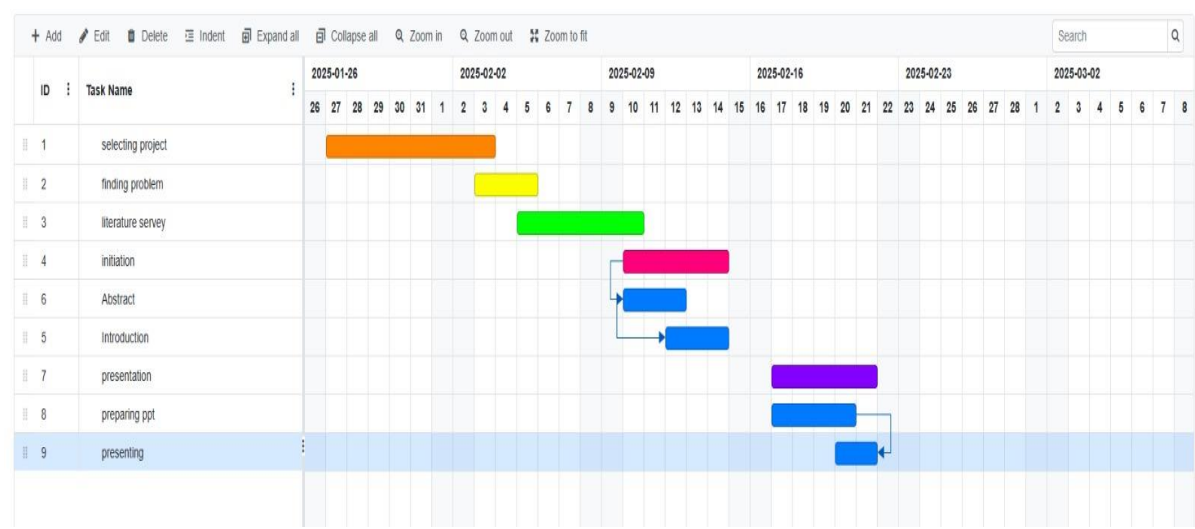 Add Edit Delete Indent Expand all Collapse all Zoom in Zoom out Zoom to fit Search
ID Task Name
2025-01-26 2025-02-02 2025-02-09 2025-02-16 2025-02-23 2025-03-02
26 27 28 29 30 31 1 2 3 4 5 6 7 8 9 10 11 12 13 14 15 16 17 18 19 20 21 22 23 24 25 26 27 28 1 2 3 4 5 6 7 8
1 selecting project
2 finding problem
3 literature servey
4 initiation
6 Abstract
5 Introduction
7 presentation
8 preparing ppt
9 presenting